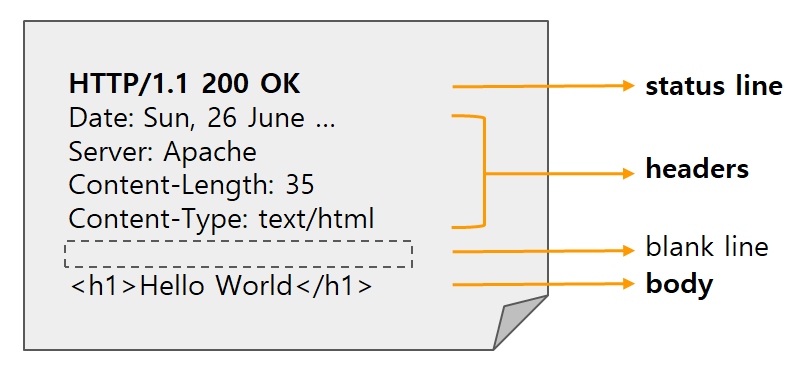 HTTP/1.1 200 OK
Date: Sun, 26 June ...
Server: Apache
Content-Length: 35
Content-Type: text/html
<h1>Hello World</h1>
status line
headers
blank line
body